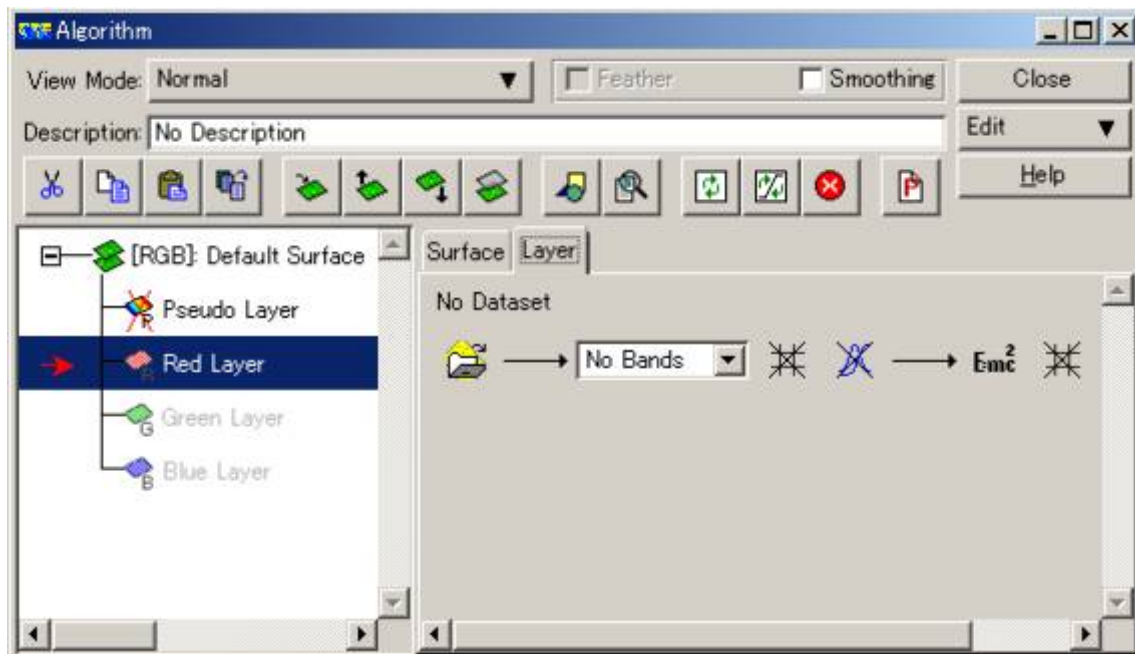 Algorithm
View Mode: Normal
Feather
Smoothing
Close
Description: No Description
Edit
Help
[RGB]: Default Surface
Pseudo Layer
Red Layer
Green Layer
Blue Layer
Surface
Layer
No Dataset
No Bands
E=mc²